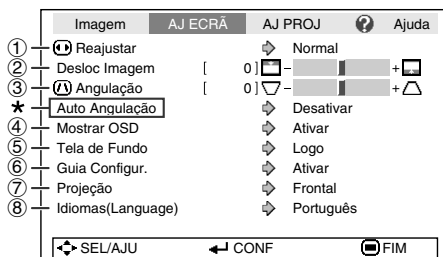 Imagem AJ ECRÃ AJ PROJ ? Ajuda
① Reajustar Normal
② Desloc Imagem [ 0 ] − +
③ Angulação [ 0 ] − +
* Auto Angulação Desativar
④ Mostrar OSD Ativar
⑤ Tela de Fundo Logo
⑥ Guia Configur. Ativar
⑦ Projeção Frontal
⑧ Idiomas(Language) Português
SEL/AJU CONF FIM